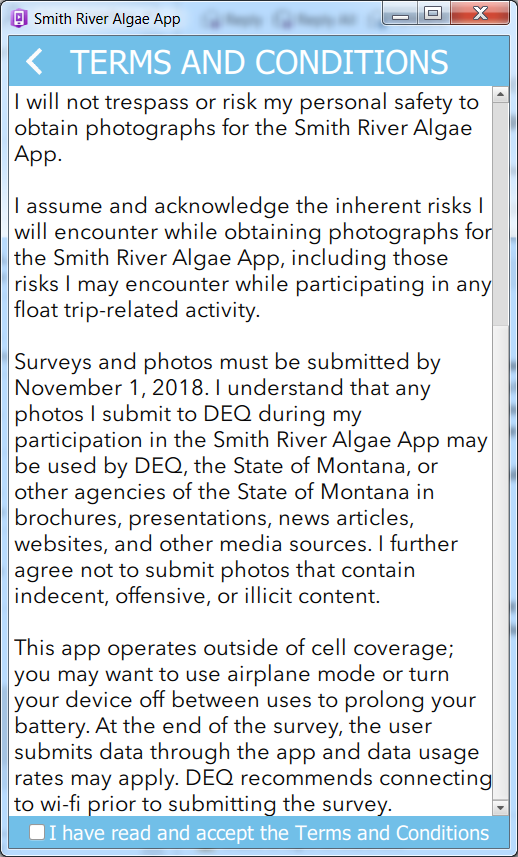 Smith River Algae App
Reply Reply All
TERMS AND CONDITIONS
I will not trespass or risk my personal safety to
obtain photographs for the Smith River Algae
App.
I assume and acknowledge the inherent risks I
will encounter while obtaining photographs for
the Smith River Algae App, including those
risks I may encounter while participating in any
float trip-related activity.
Surveys and photos must be submitted by
November 1, 2018. I understand that any
photos I submit to DEQ during my
participation in the Smith River Algae App may
be used by DEQ, the State of Montana, or
other agencies of the State of Montana in
brochures, presentations, news articles,
websites, and other media sources. I further
agree not to submit photos that contain
indecent, offensive, or illicit content.
This app operates outside of cell coverage;
you may want to use airplane mode or turn
your device off between uses to prolong your
battery. At the end of the survey, the user
submits data through the app and data usage
rates may apply. DEQ recommends connecting
to wi-fi prior to submitting the survey.
I have read and accept the Terms and Conditions